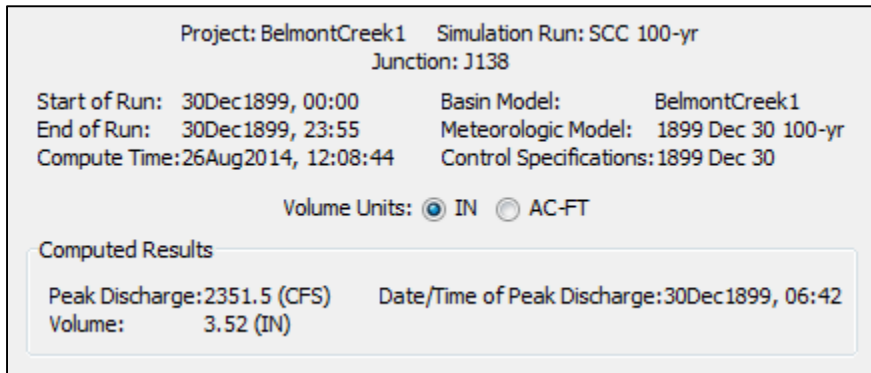 Project: BelmontCreek1 Simulation Run: SCC 100-yr
Junction: J138
Start of Run: 30Dec1899, 00:00 Basin Model: BelmontCreek1
End of Run: 30Dec1899, 23:55 Meteorologic Model: 1899 Dec 30 100-yr
Compute Time:26Aug2014, 12:08:44 Control Specifications:1899 Dec 30
Volume Units: IN AC-FT
Computed Results
Peak Discharge:2351.5 (CFS) Date/Time of Peak Discharge:30Dec1899, 06:42
Volume: 3.52 (IN)